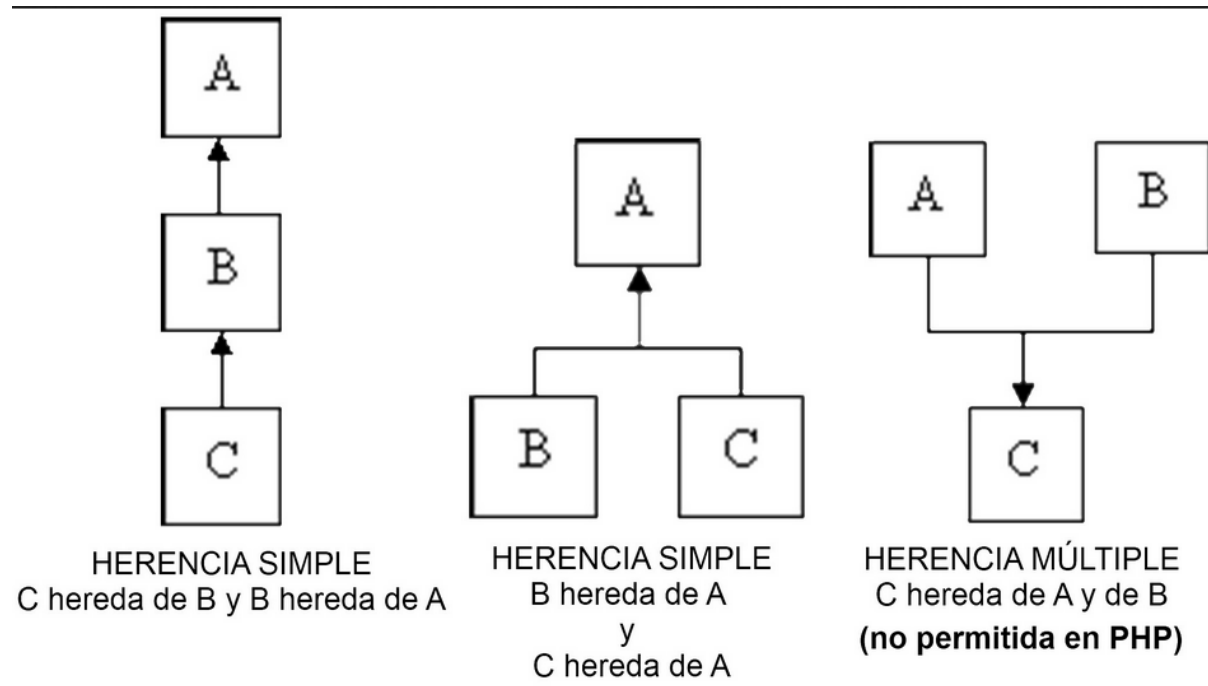 A
B
C
HERENCIA SIMPLE
C hereda de B y B hereda de A
A
B
C
HERENCIA SIMPLE
B hereda de A
y
C hereda de A
A
B
C
HERENCIA MÚLTIPLE
C hereda de A y de B
(no permitida en PHP)